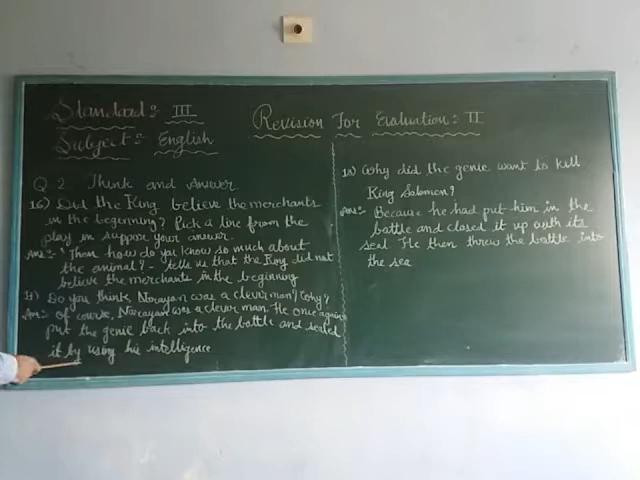 Standard:- III
Subject:- English
Revision For Evaluation: II
Q.2. Think and answer
16) Did the King believe the merchants
in the beginning? Pick a line from the
play in suppor your answer.
Ans:- "Then how do you know so much about
the animal? - tells us that the King did not
believe the merchants in the beginning
17) Do you think, Narayan was a clever man? Why?
Ans:- Of course, Narayan was a clever man. He once again
put the genie back into the bottle and sealed
it by using his intelligence
18) Why did the genie want to kill
King Solomon?
Ans:- Because he had put him in the
bottle and closed it up with its
seal He then threw the bottle into
the sea